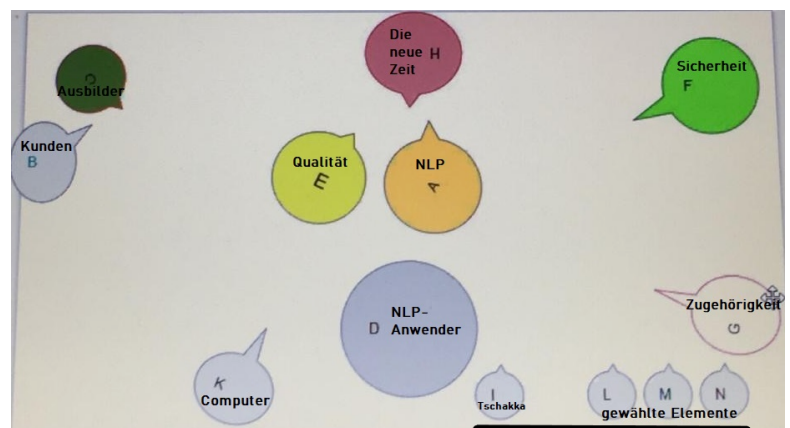 Die
neue H
Zeit
Sicherheit
F
C
Ausbilder
Kunden
B
Qualität
E
NLP
A
NLP-
D Anwender
Zugehörigkeit
G
K
Computer
I
Tschakka
L M N
gewählte Elemente